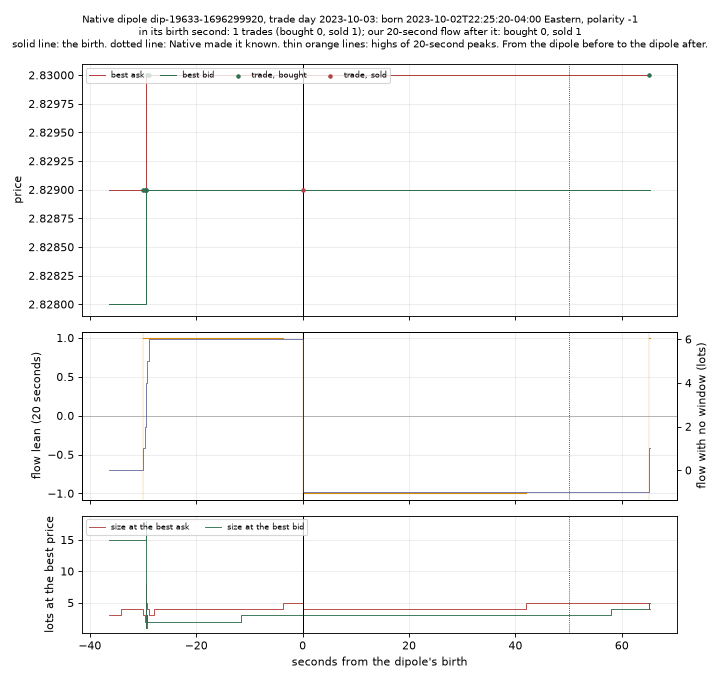 Native dipole dip-19633-1696299920, trade day 2023-10-03: born 2023-10-02T22:25:20-04:00 Eastern, polarity -1
in its birth second: 1 trades (bought 0, sold 1); our 20-second flow after it: bought 0, sold 1
solid line: the birth. dotted line: Native made it known. thin orange lines: highs of 20-second peaks. From the dipole before to the dipole after.
best ask
best bid
trade, bought
trade, sold
2.83000
2.82975
2.82950
2.82925
2.82900
2.82875
2.82850
2.82825
2.82800
price
1.0
0.5
0.0
−0.5
−1.0
flow lean (20 seconds)
6
4
2
0
flow with no window (lots)
size at the best ask
size at the best bid
15
10
5
lots at the best price
−40
−20
0
20
40
60
seconds from the dipole's birth